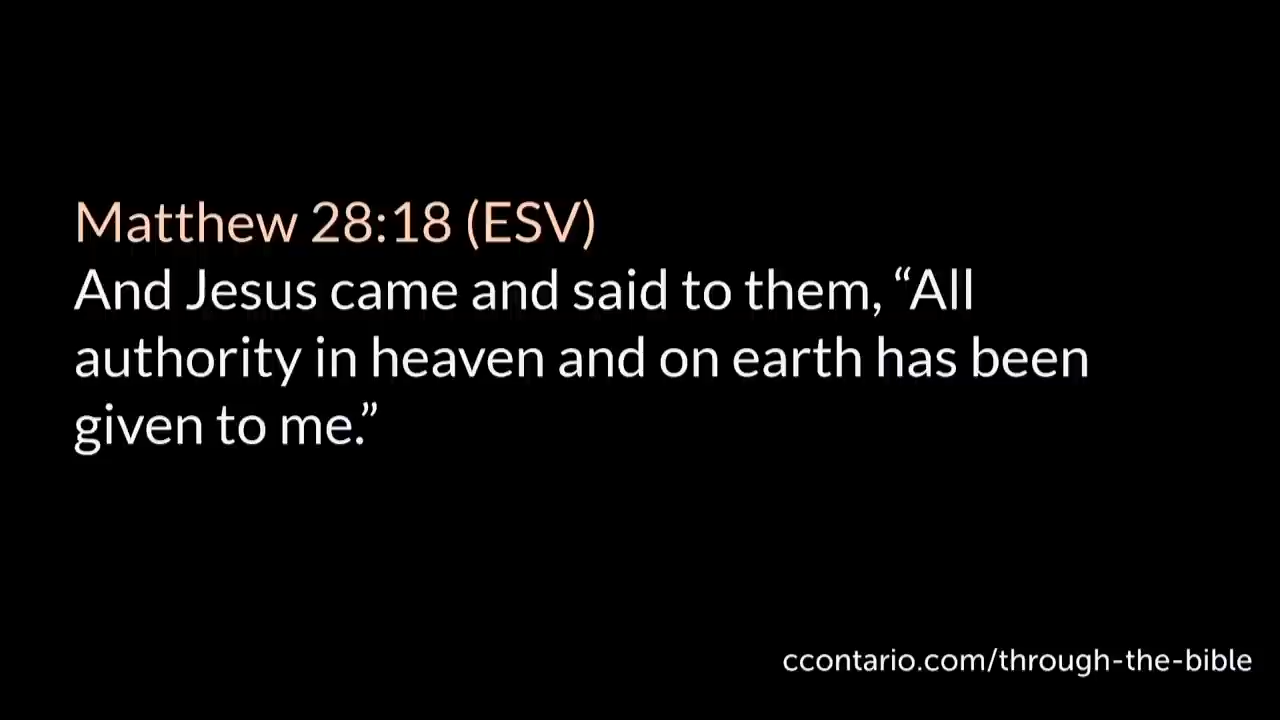 Matthew 28:18 (ESV)
And Jesus came and said to them, “All
authority in heaven and on earth has been
given to me.”
ccontario.com/through-the-bible